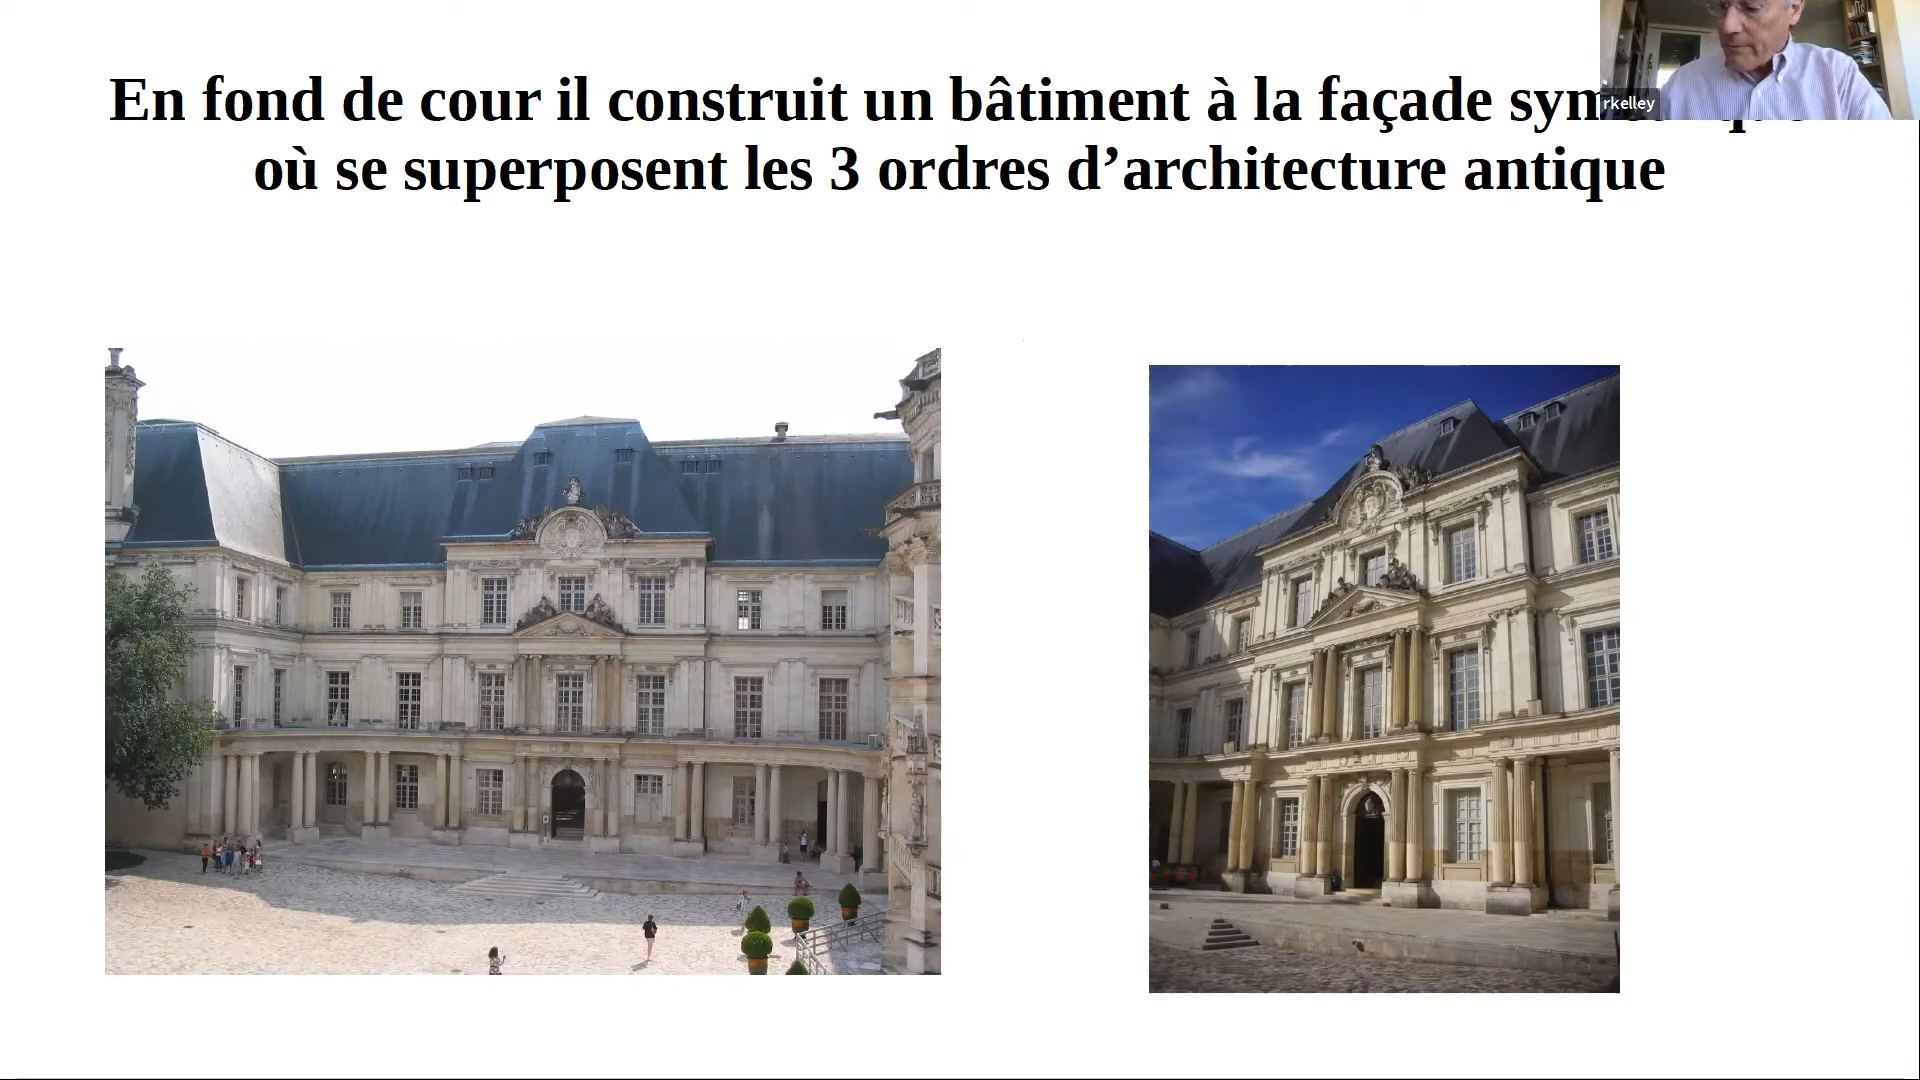 En fond de cour il construit un bâtiment à la façade
où se superposent les 3 ordres d’architecture antique
rkelley